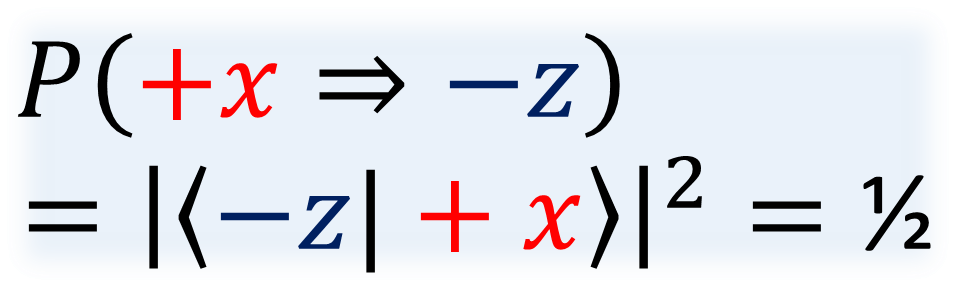 P(+x ⇒ −z)
= |⟨−z| + x⟩|² = ½